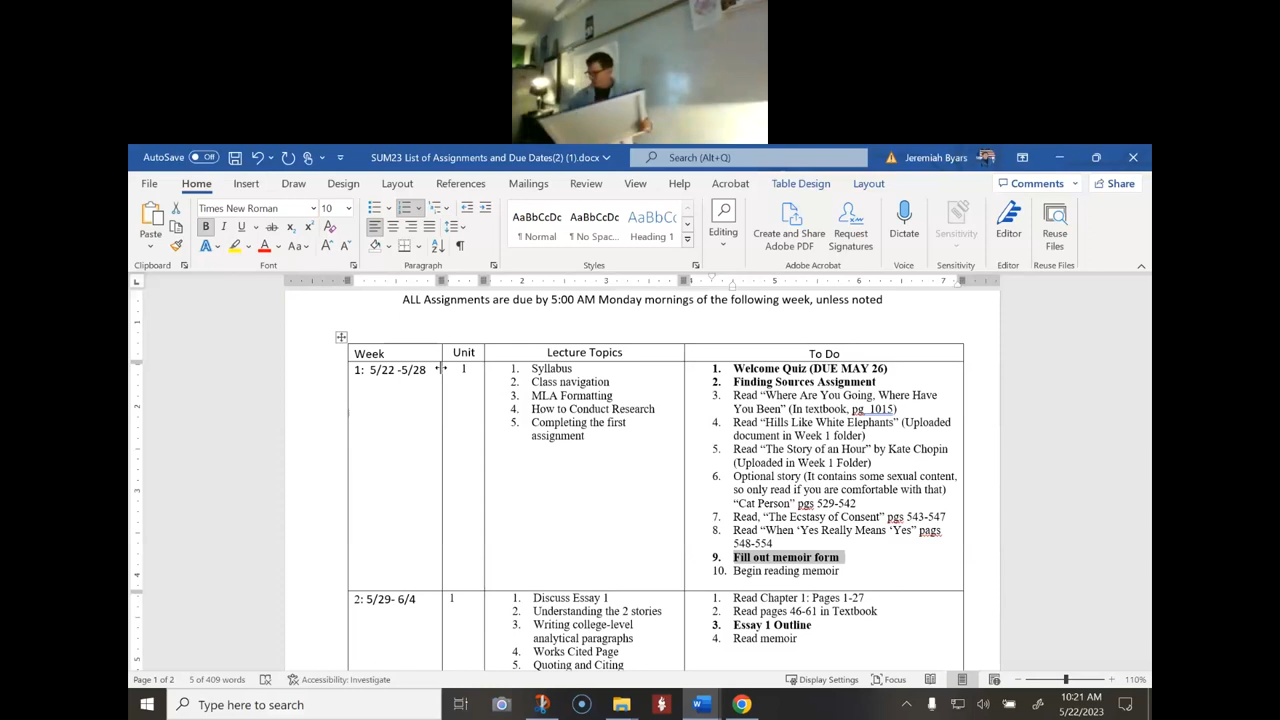 AutoSave Off SUM23 List of Assignments and Due Dates(2) (1).docx Search (Alt+Q) Jeremiah Byars
File Home Insert Draw Design Layout References Mailings Review View Help Acrobat Table Design Layout Comments Share
Times New Roman 10
Paste
AaBbCcDc AaBbCcDc AaBbCc
¶ Normal ¶ No Spac... Heading 1
Editing
Create and Share Adobe PDF
Request Signatures
Dictate
Sensitivity
Editor
Reuse Files
Clipboard Font Paragraph Styles Adobe Acrobat Voice Sensitivity Editor Reuse Files
ALL Assignments are due by 5:00 AM Monday mornings of the following week, unless noted
Week Unit Lecture Topics To Do
1: 5/22 -5/28 1
1. Syllabus
2. Class navigation
3. MLA Formatting
4. How to Conduct Research
5. Completing the first
assignment
1. Welcome Quiz (DUE MAY 26)
2. Finding Sources Assignment
3. Read “Where Are You Going, Where Have
You Been” (In textbook, pg 1015)
4. Read “Hills Like White Elephants” (Uploaded
document in Week 1 folder)
5. Read “The Story of an Hour” by Kate Chopin
(Uploaded in Week 1 Folder)
6. Optional story (It contains some sexual content,
so only read if you are comfortable with that)
“Cat Person” pgs 529-542
7. Read, “The Ecstasy of Consent” pgs 543-547
8. Read “When ‘Yes Really Means ‘Yes” pags
548-554
9. Fill out memoir form
10. Begin reading memoir
2: 5/29- 6/4 1
1. Discuss Essay 1
2. Understanding the 2 stories
3. Writing college-level
analytical paragraphs
4. Works Cited Page
5. Quoting and Citing
1. Read Chapter 1: Pages 1-27
2. Read pages 46-61 in Textbook
3. Essay 1 Outline
4. Read memoir
Page 1 of 2 5 of 409 words Accessibility: Investigate Display Settings Focus 110%
Type here to search
10:21 AM
5/22/2023